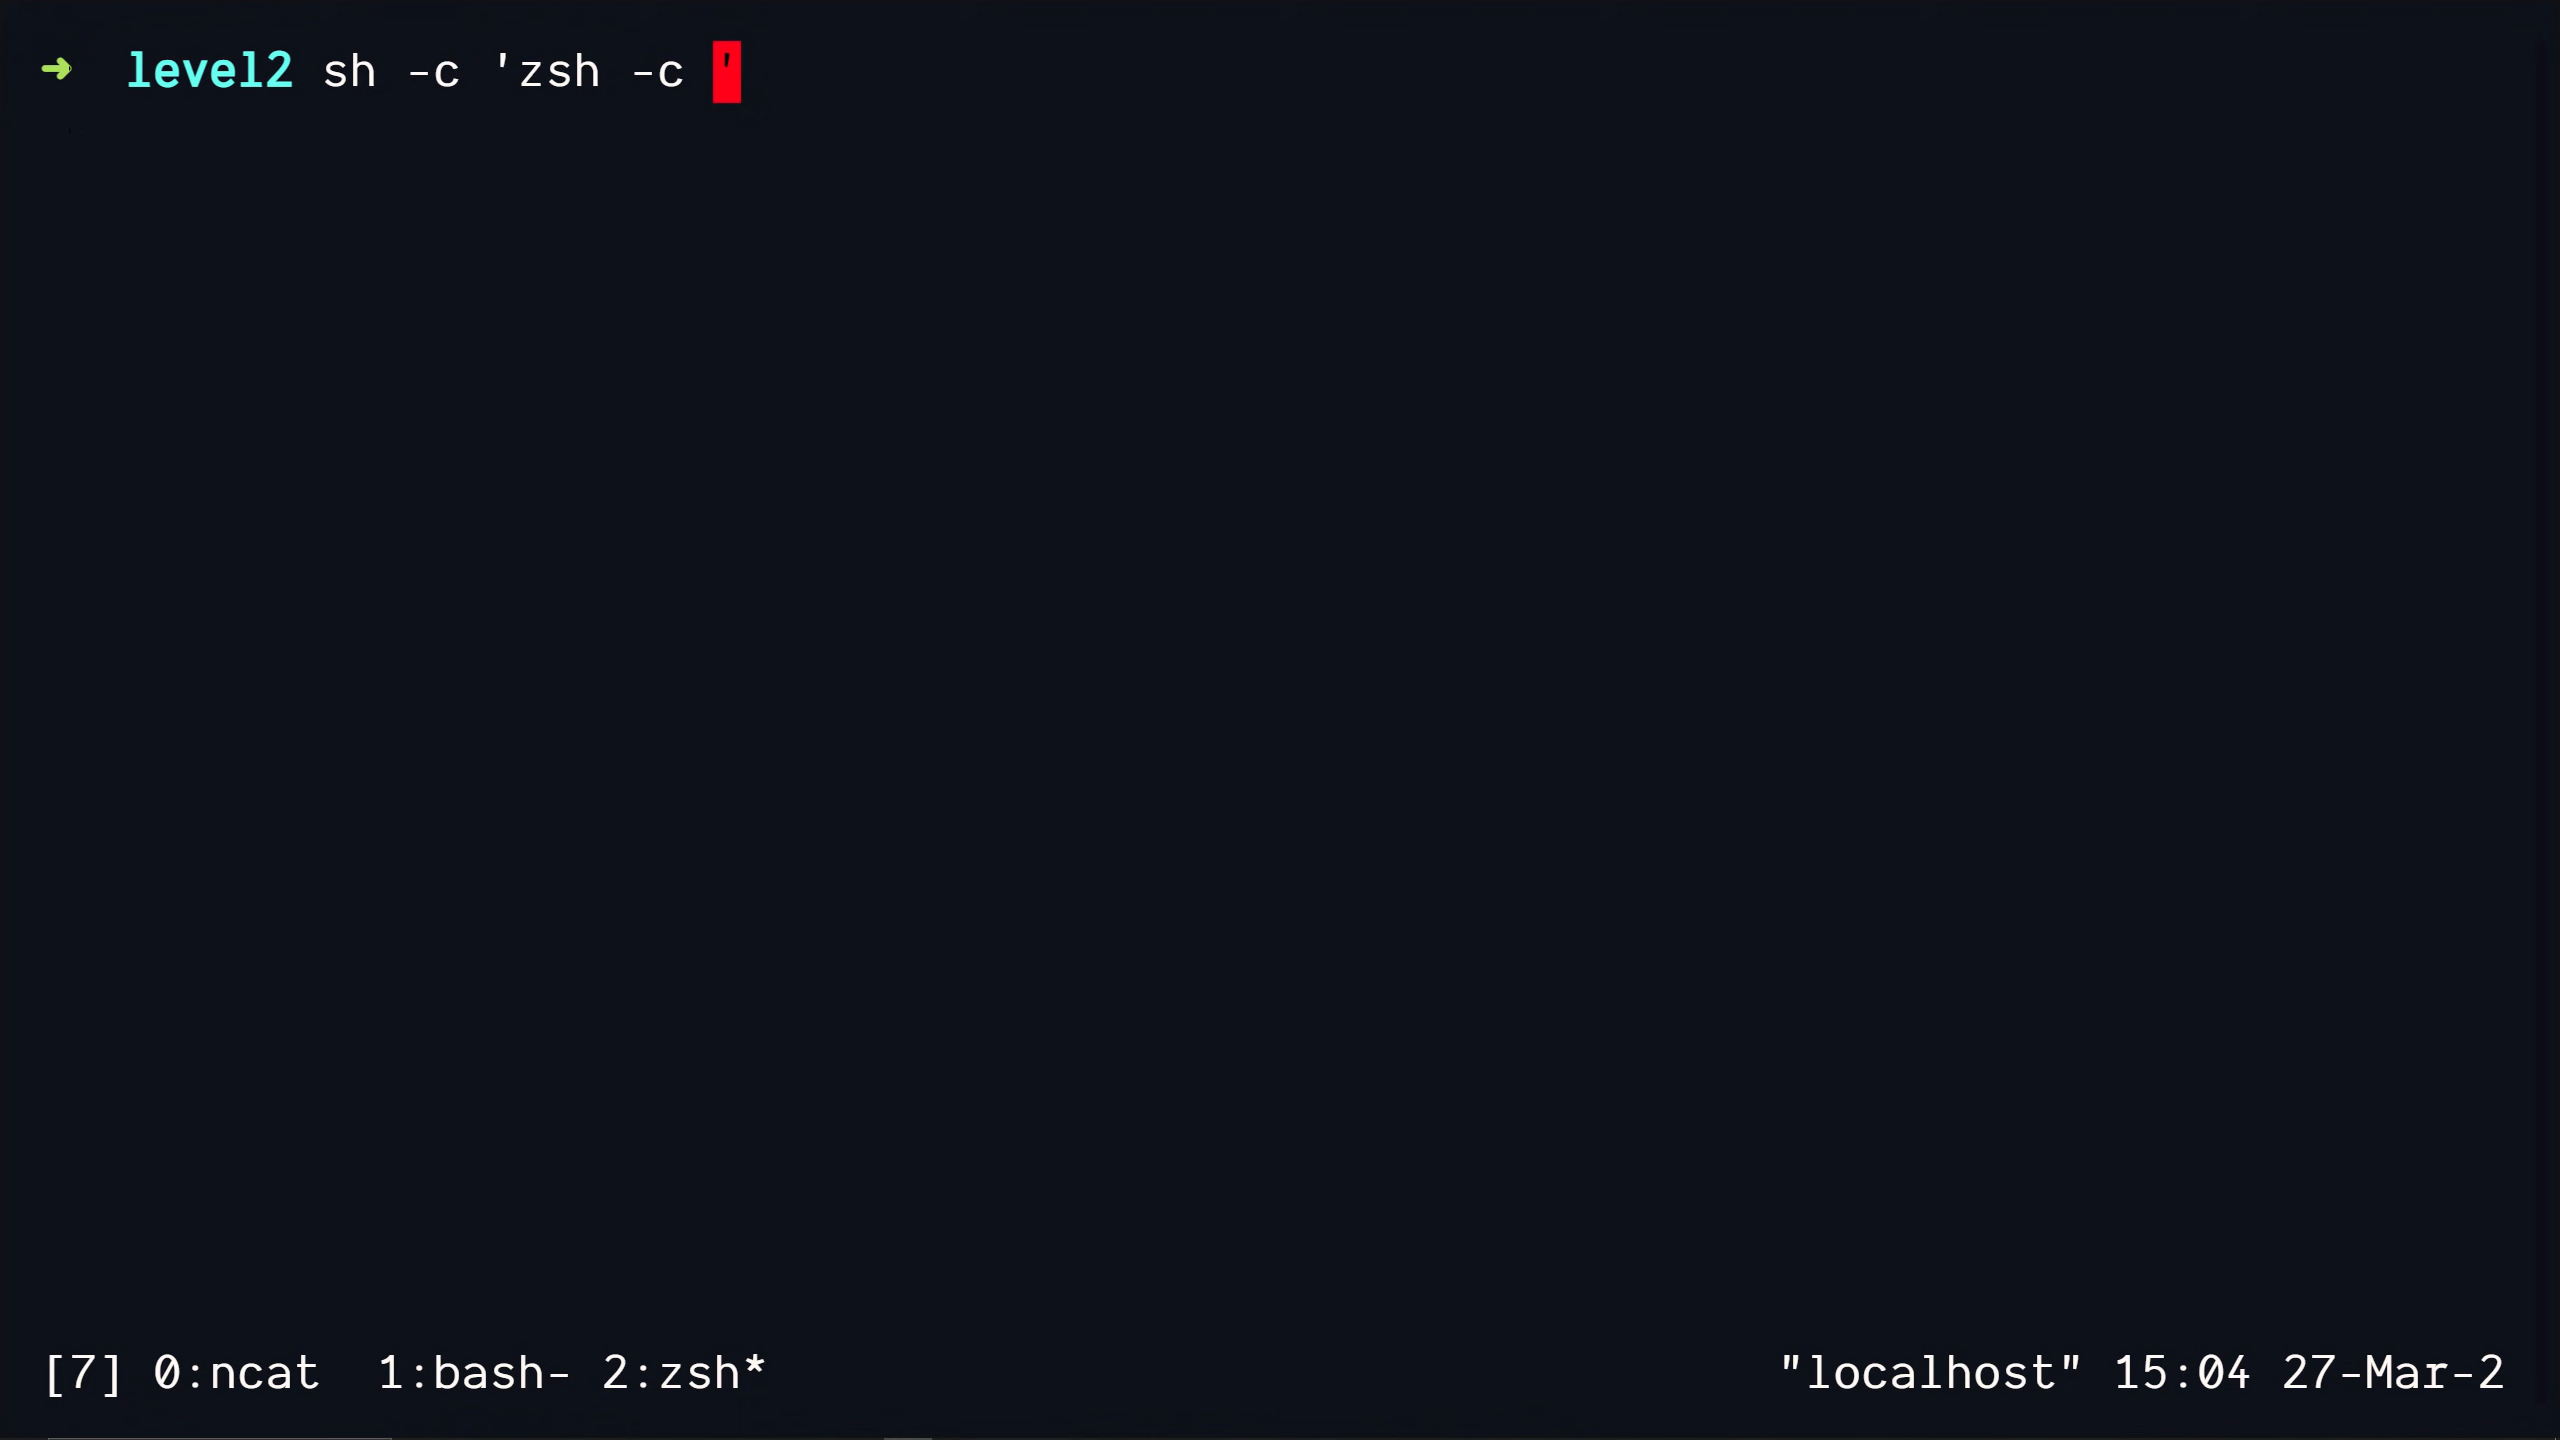 ➜  level2 sh -c 'zsh -c '
[7] 0:ncat  1:bash- 2:zsh*
"localhost" 15:04 27-Mar-2